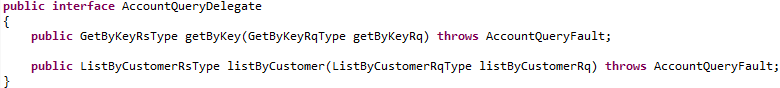 public interface AccountQueryDelegate
{
public GetByKeyRsType getByKey(GetByKeyRqType getByKeyRq) throws AccountQueryFault;
public ListByCustomerRsType listByCustomer(ListByCustomerRqType listByCustomerRq) throws AccountQueryFault;
}